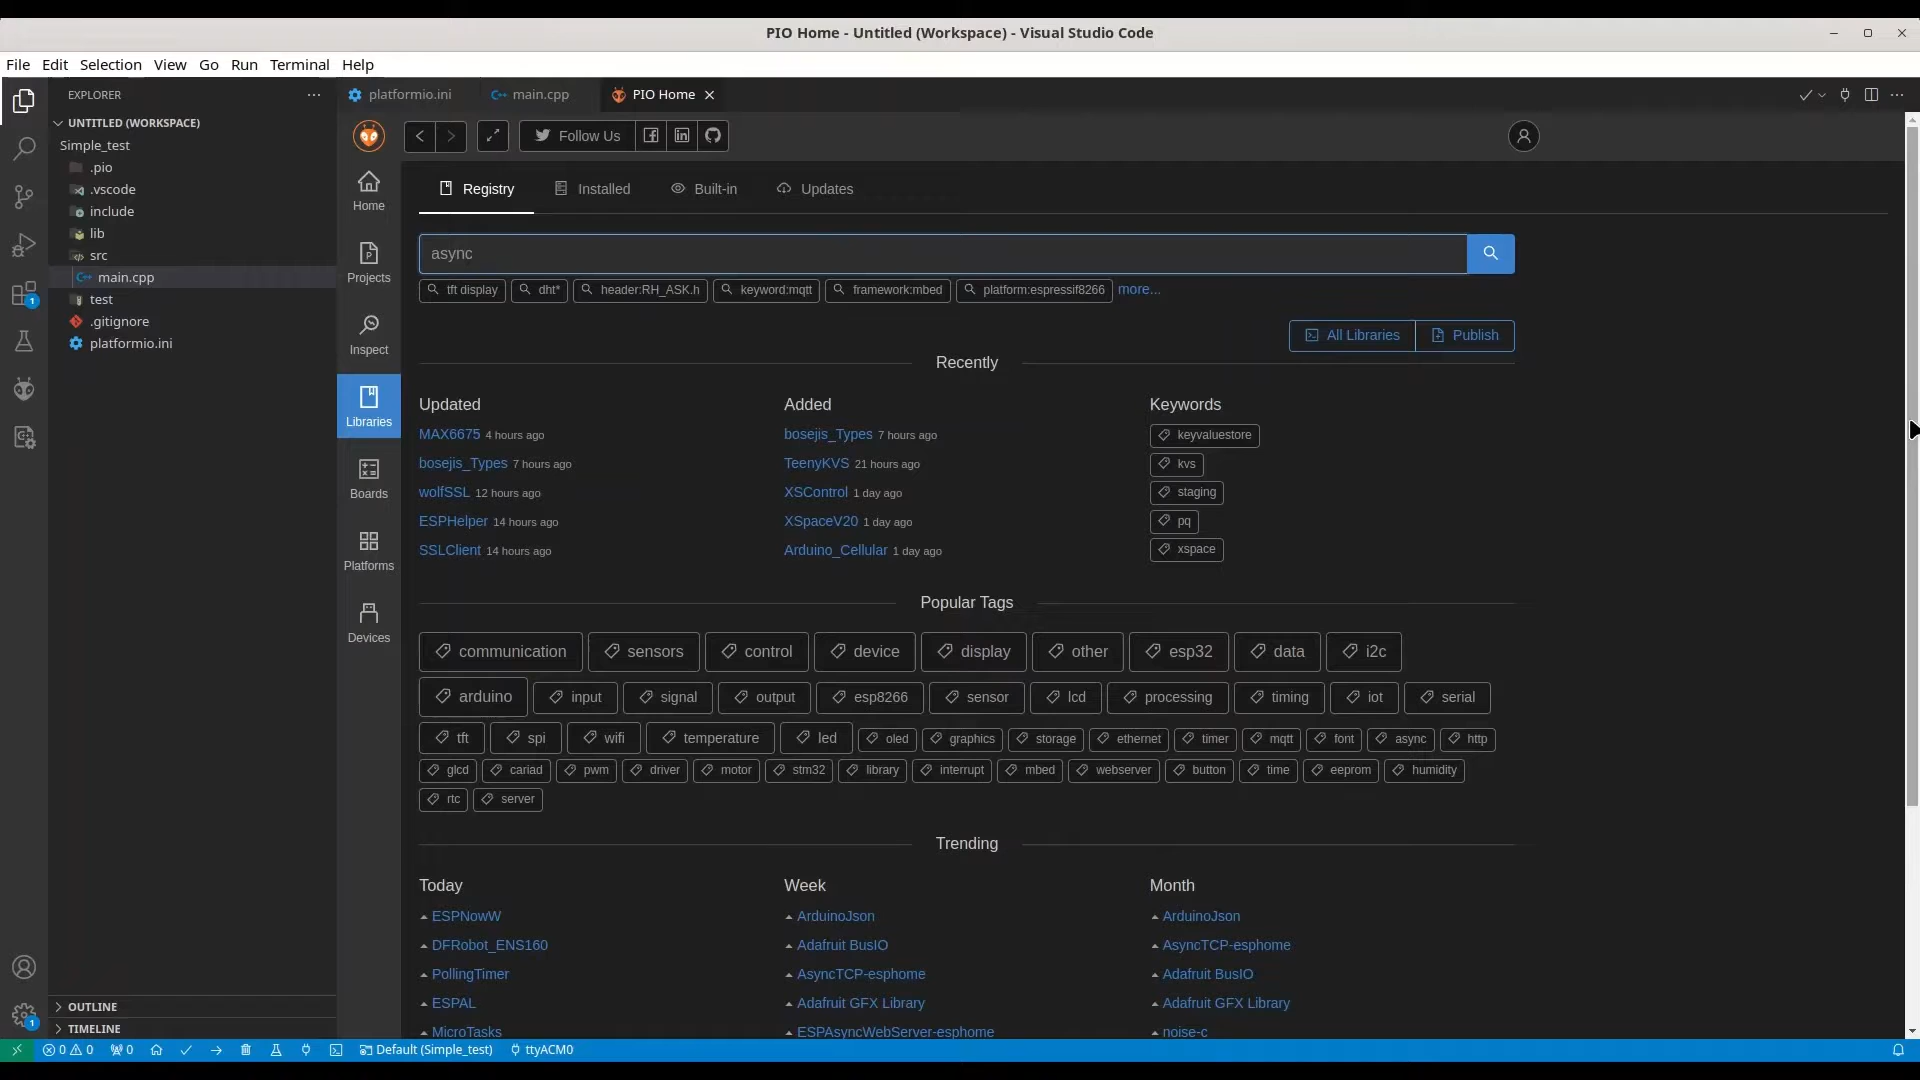 PIO Home - Untitled (Workspace) - Visual Studio Code
File Edit Selection View Go Run Terminal Help
EXPLORER
platformio.ini main.cpp PIO Home
UNTITLED (WORKSPACE)
Simple_test
.pio
.vscode
include
lib
src
main.cpp
test
.gitignore
platformio.ini
OUTLINE
TIMELINE
1
1
Follow Us
Home
Projects
Inspect
Libraries
Boards
Platforms
Devices
Registry Installed Built-in Updates
async
tft display dht* header:RH_ASK.h keyword:mqtt framework:mbed platform:espressif8266 more...
All Libraries Publish
Recently
Updated
MAX6675 4 hours ago
bosejis_Types 7 hours ago
wolfSSL 12 hours ago
ESPHelper 14 hours ago
SSLClient 14 hours ago
Added
bosejis_Types 7 hours ago
TeenyKVS 21 hours ago
XSControl 1 day ago
XSpaceV20 1 day ago
Arduino_Cellular 1 day ago
Keywords
keyvaluestore
kvs
staging
pq
xspace
Popular Tags
communication sensors control device display other esp32 data i2c
arduino input signal output esp8266 sensor lcd processing timing iot serial
tft spi wifi temperature led oled graphics storage ethernet timer mqtt font async http
glcd cariad pwm driver motor stm32 library interrupt mbed webserver button time eeprom humidity
rtc server
Trending
Today
ESPNowW
DFRobot_ENS160
PollingTimer
ESPAL
MicroTasks
Week
ArduinoJson
Adafruit BusIO
AsyncTCP-esphome
Adafruit GFX Library
ESPAsyncWebServer-esphome
Month
ArduinoJson
AsyncTCP-esphome
Adafruit BusIO
Adafruit GFX Library
noise-c
0 0 0 Default (Simple_test) ttyACM0